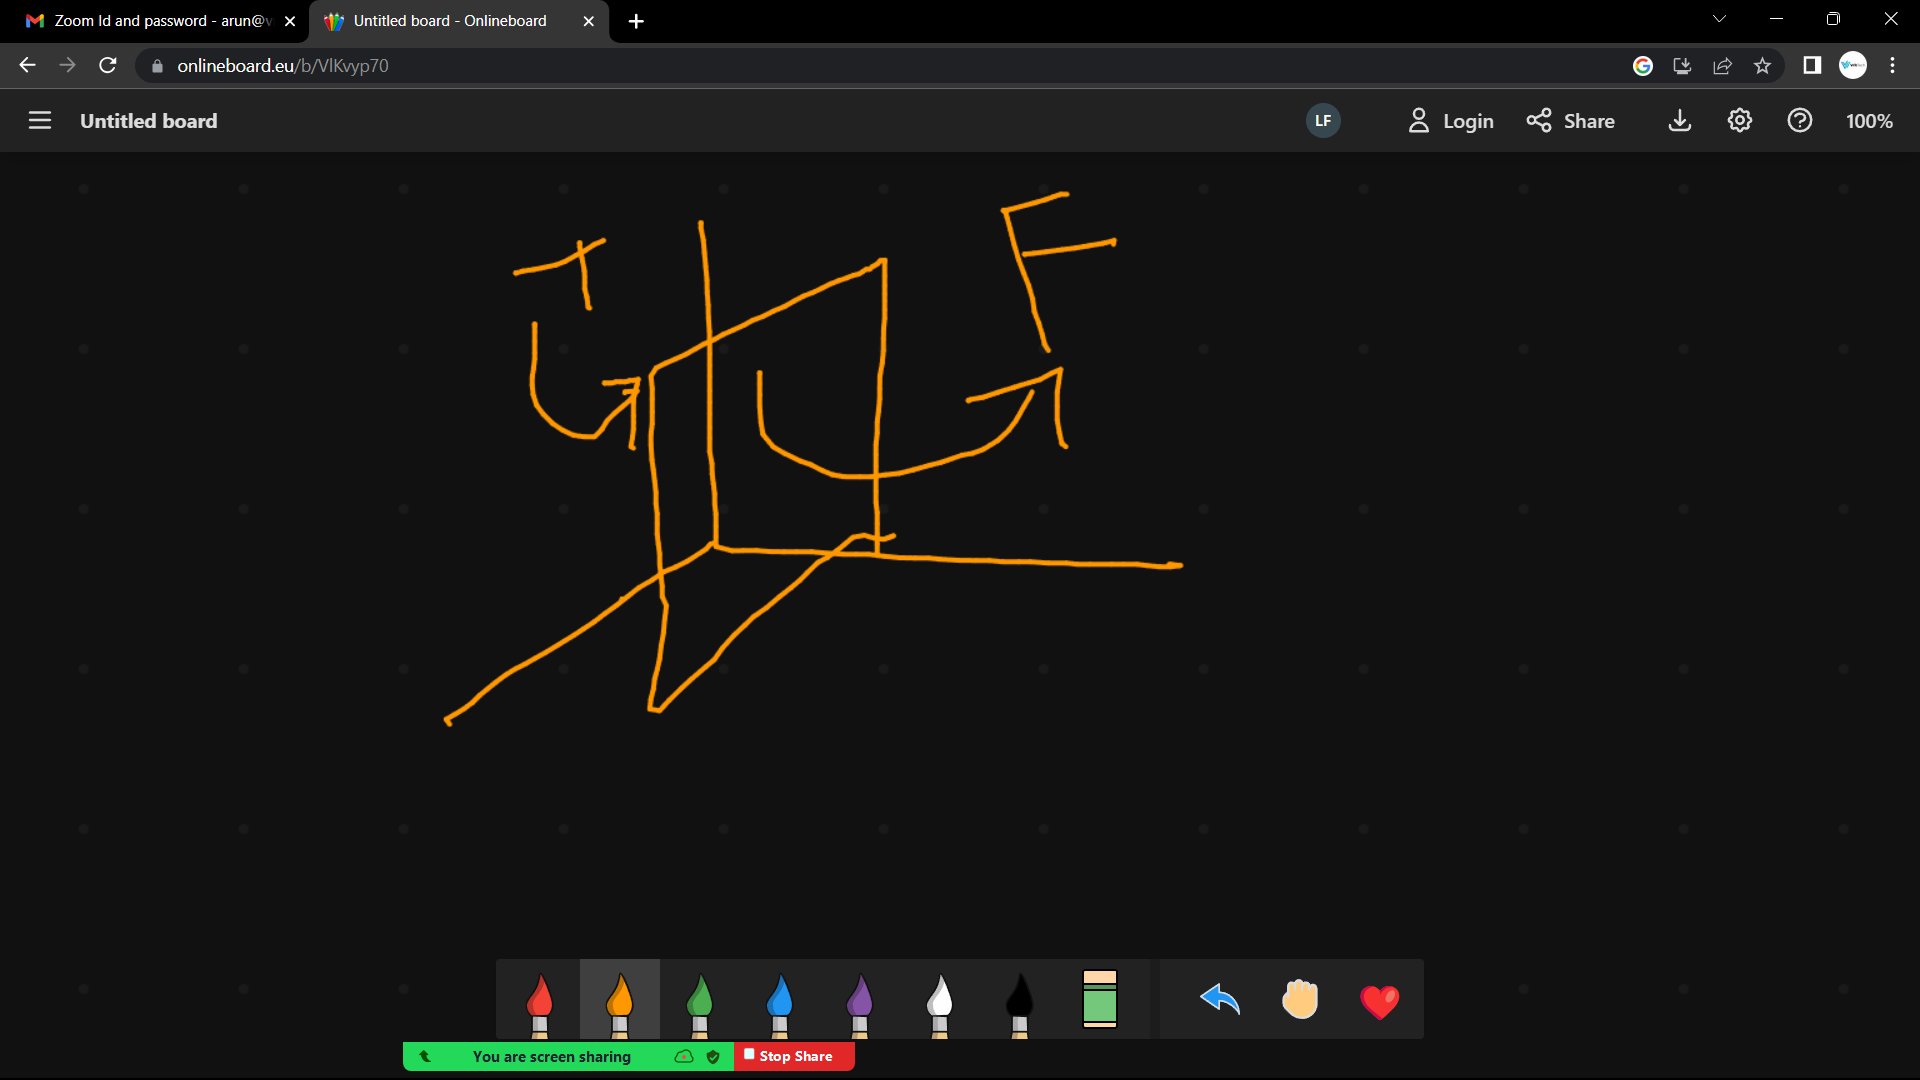 Zoom Id and password - arun@v
Untitled board - Onlineboard
onlineboard.eu/b/VlKvyp70
Untitled board
LF
Login
Share
100%
T
F
You are screen sharing
Stop Share